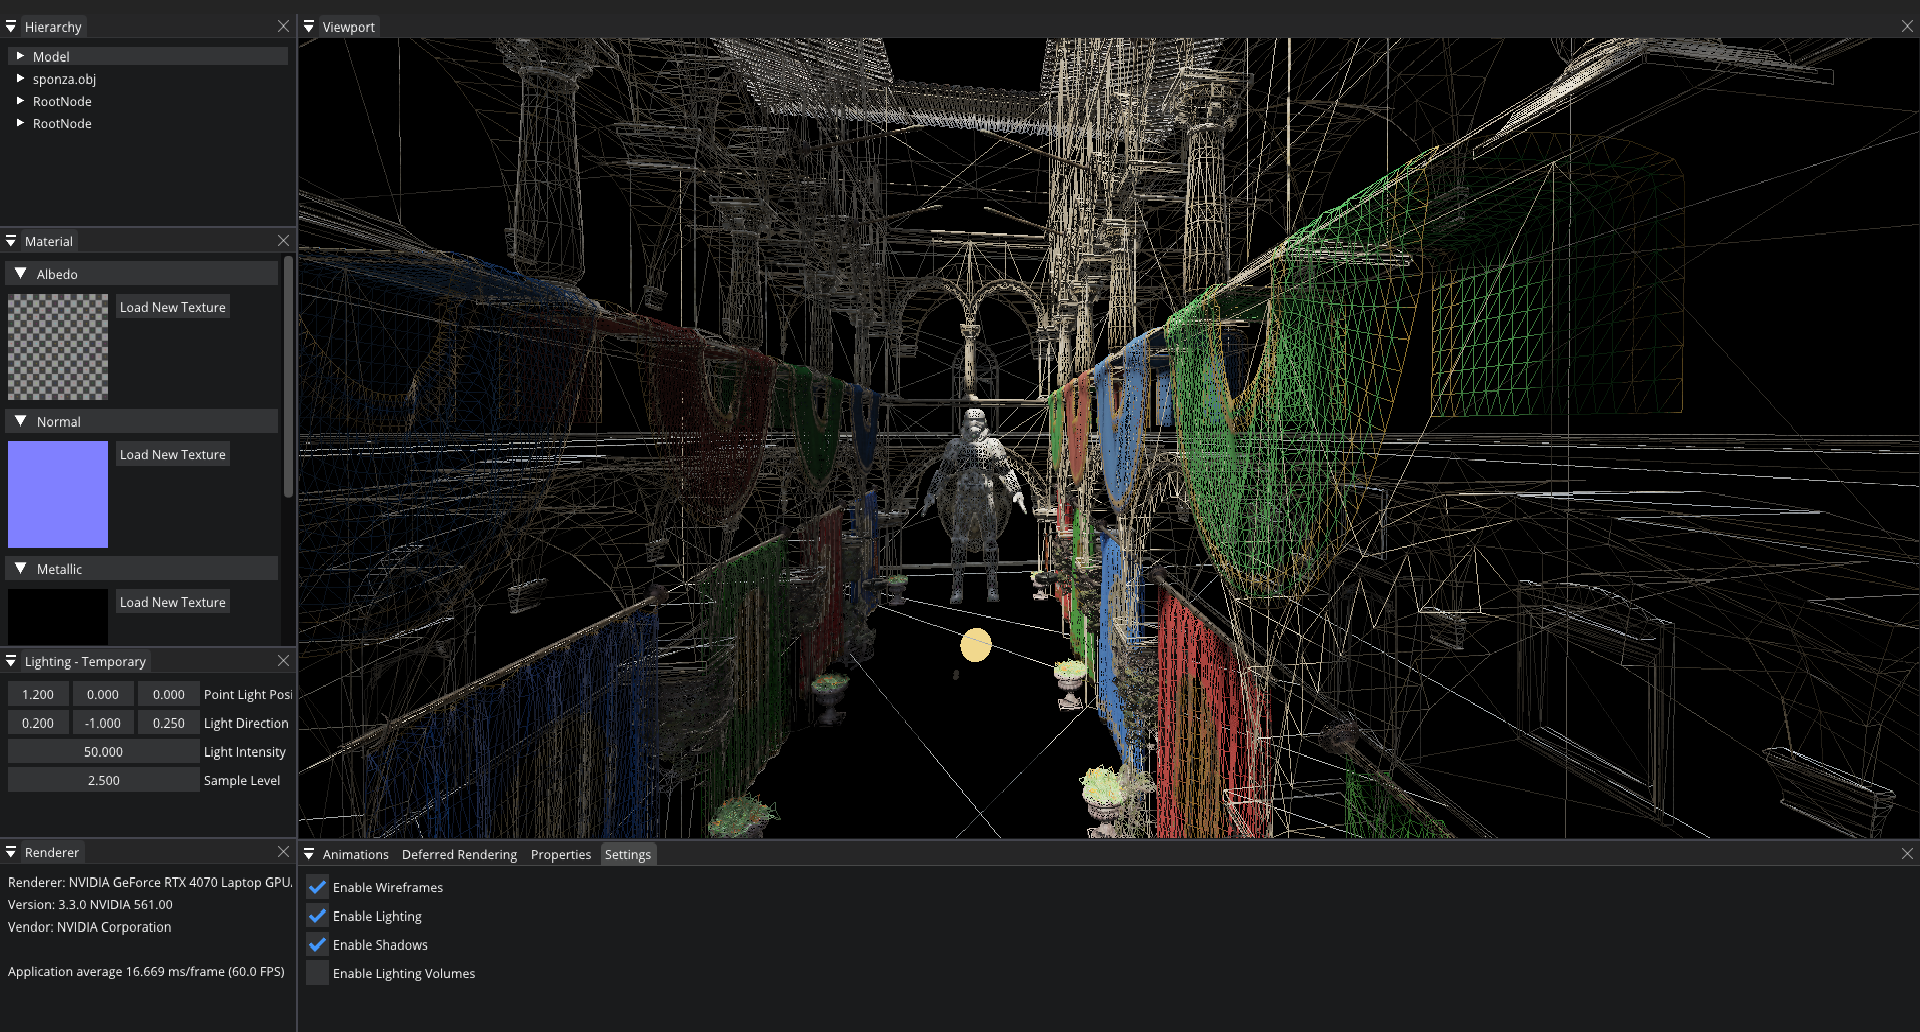 Hierarchy
Model
sponza.obj
RootNode
RootNode
Material
Albedo
Load New Texture
Normal
Load New Texture
Metallic
Load New Texture
Lighting - Temporary
1.200 0.000 0.000 Point Light Posi
0.200 -1.000 0.250 Light Direction
50.000 Light Intensity
2.500 Sample Level
Renderer
Renderer: NVIDIA GeForce RTX 4070 Laptop GPU
Version: 3.3.0 NVIDIA 561.00
Vendor: NVIDIA Corporation
Application average 16.669 ms/frame (60.0 FPS)
Viewport
Animations Deferred Rendering Properties Settings
Enable Wireframes
Enable Lighting
Enable Shadows
Enable Lighting Volumes